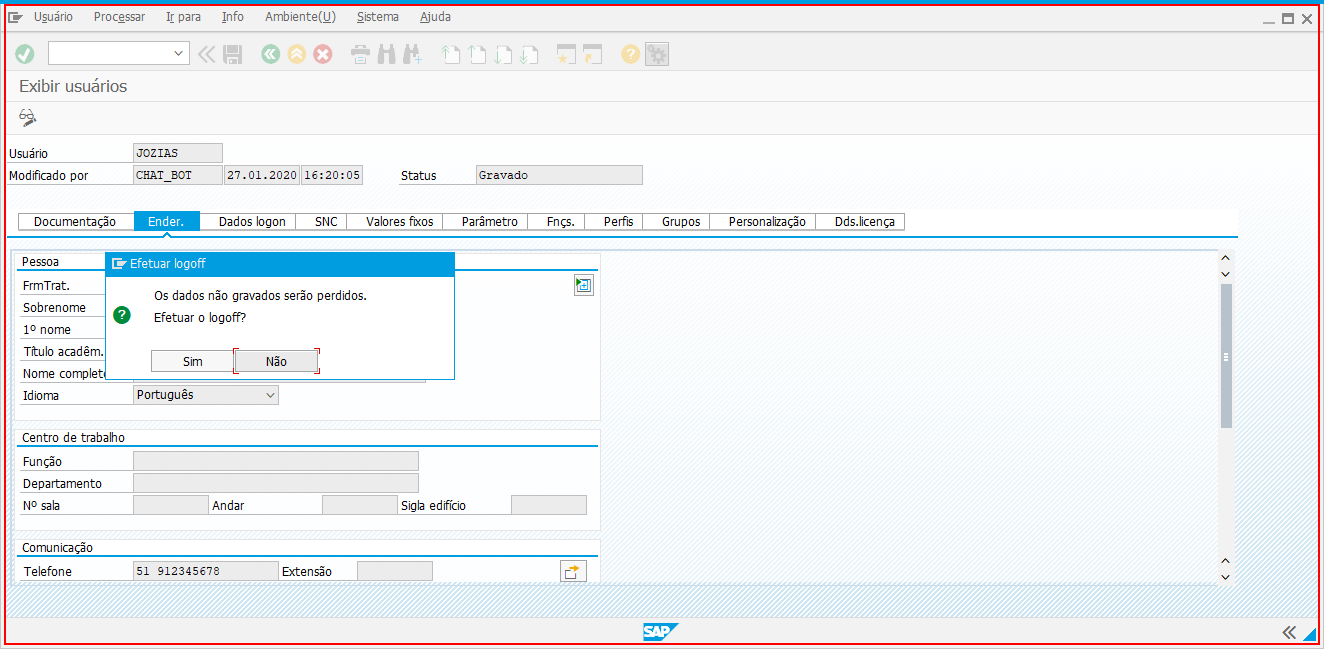 Usuário Processar Ir para Info Ambiente(U) Sistema Ajuda
Exibir usuários
Usuário JOZIAS
Modificado por CHAT_BOT 27.01.2020 16:20:05 Status Gravado
Documentação Ender. Dados logon SNC Valores fixos Parâmetro Fnçs. Perfis Grupos Personalização Dds.licença
Pessoa
FrmTrat.
Sobrenome
1º nome
Título acadêm.
Nome complet
Idioma Português
Efetuar logoff
Os dados não gravados serão perdidos.
Efetuar o logoff?
Sim Não
Centro de trabalho
Função
Departamento
Nº sala Andar Sigla edifício
Comunicação
Telefone 51 912345678 Extensão
SAP